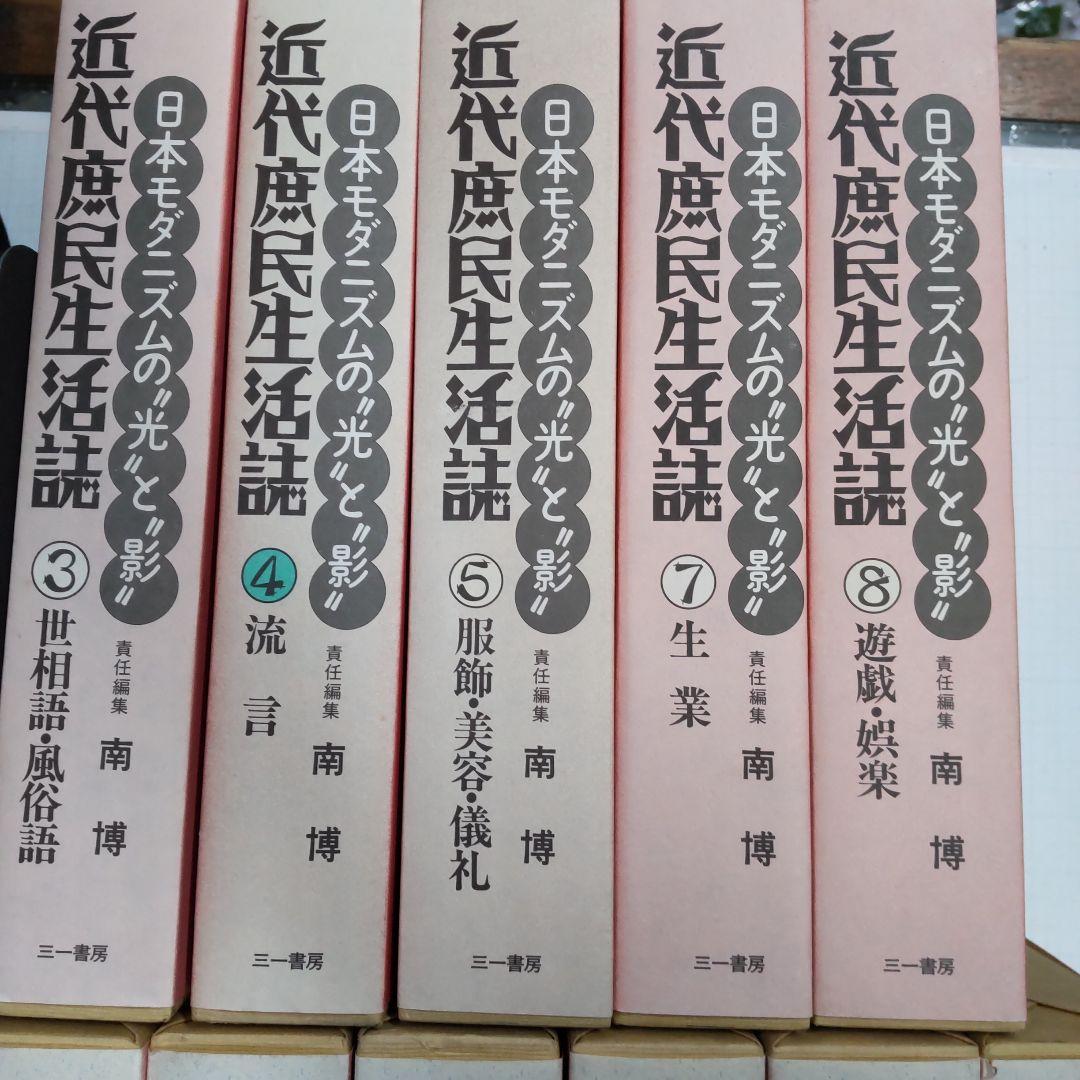 近代庶民生活誌
日本モダニズムの"光"と"影"
③
世相語・風俗語
責任編集
南博
三一書房
近代庶民生活誌
日本モダニズムの"光"と"影"
④
流言
責任編集
南博
三一書房
近代庶民生活誌
日本モダニズムの"光"と"影"
⑤
服飾・美容・儀礼
責任編集
南博
三一書房
近代庶民生活誌
日本モダニズムの"光"と"影"
⑦
生業
責任編集
南博
三一書房
近代庶民生活誌
日本モダニズムの"光"と"影"
⑧
遊戯・娯楽
責任編集
南博
三一書房